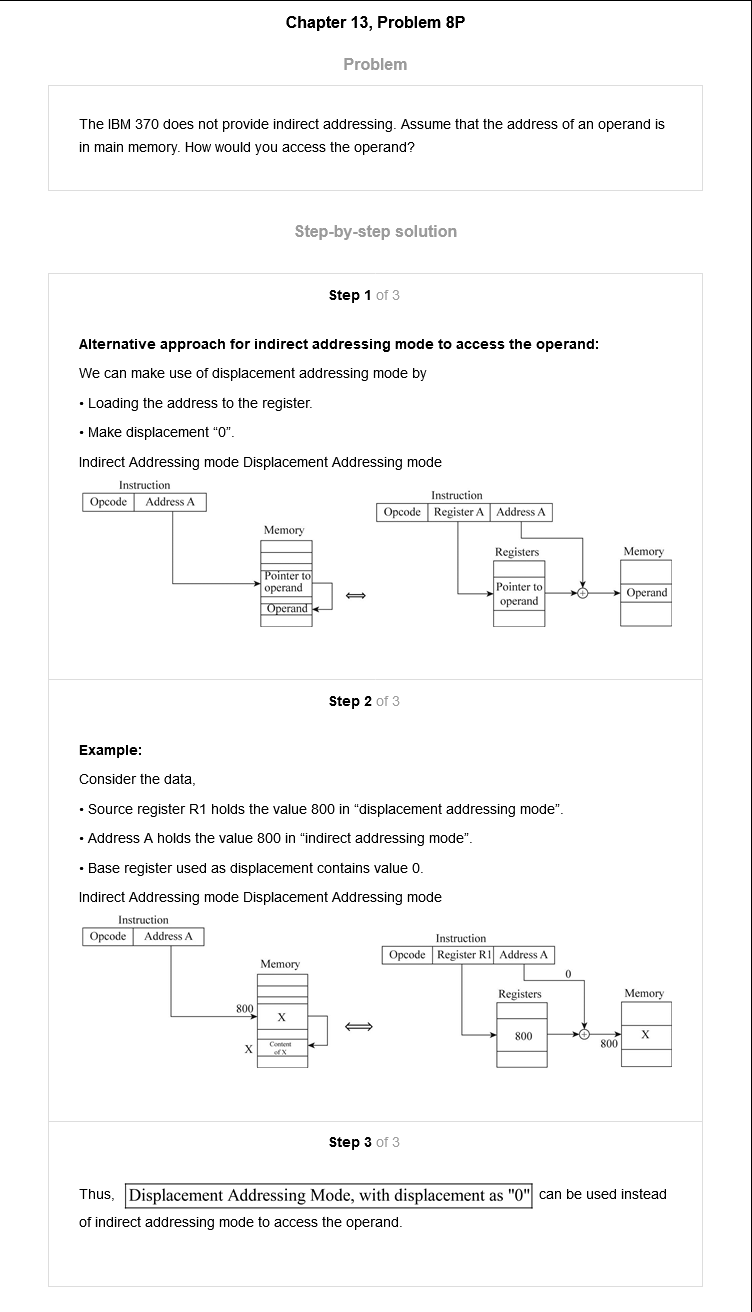 Chapter 13, Problem 8P
Problem
The IBM 370 does not provide indirect addressing. Assume that the address of an operand is
in main memory. How would you access the operand?
Step-by-step solution
Step 1 of 3
Alternative approach for indirect addressing mode to access the operand:
We can make use of displacement addressing mode by
• Loading the address to the register.
• Make displacement “0”.
Indirect Addressing mode Displacement Addressing mode
Instruction
Opcode Address A
Memory
Pointer to
operand
Operand
⇔
Instruction
Opcode Register A Address A
Registers
Pointer to
operand
+
Memory
Operand
Step 2 of 3
Example:
Consider the data,
• Source register R1 holds the value 800 in “displacement addressing mode”.
• Address A holds the value 800 in “indirect addressing mode”.
• Base register used as displacement contains value 0.
Indirect Addressing mode Displacement Addressing mode
Instruction
Opcode Address A
Memory
800
X
X
Content
of X
⇔
Instruction
Opcode Register R1 Address A
0
Registers
800
+
800
Memory
X
Step 3 of 3
Thus, Displacement Addressing Mode, with displacement as "0" can be used instead
of indirect addressing mode to access the operand.